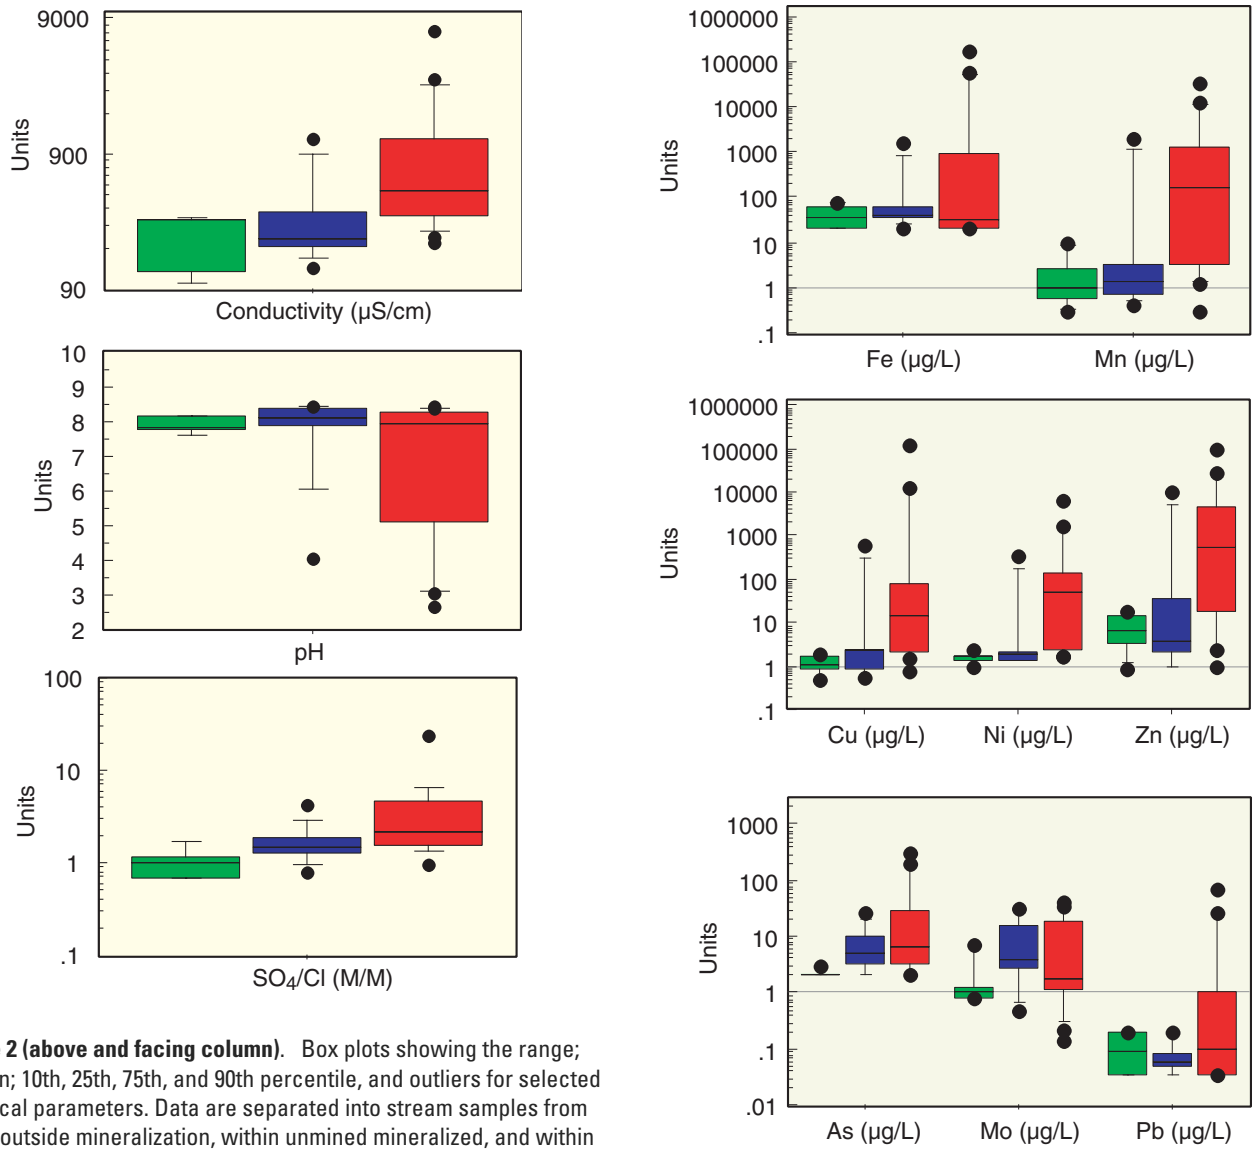 9000
900
90
Units
Conductivity (µS/cm)
10
9
8
7
6
5
4
3
2
Units
pH
100
10
1
.1
Units
SO4/Cl (M/M)
2 (above and facing column). Box plots showing the range;
n; 10th, 25th, 75th, and 90th percentile, and outliers for selected
cal parameters. Data are separated into stream samples from
outside mineralization, within unmined mineralized, and within
1000000
100000
10000
1000
100
10
1
.1
Units
Fe (µg/L) Mn (µg/L)
1000000
100000
10000
1000
100
10
1
.1
Units
Cu (µg/L) Ni (µg/L) Zn (µg/L)
1000
100
10
1
.1
.01
Units
As (µg/L) Mo (µg/L) Pb (µg/L)